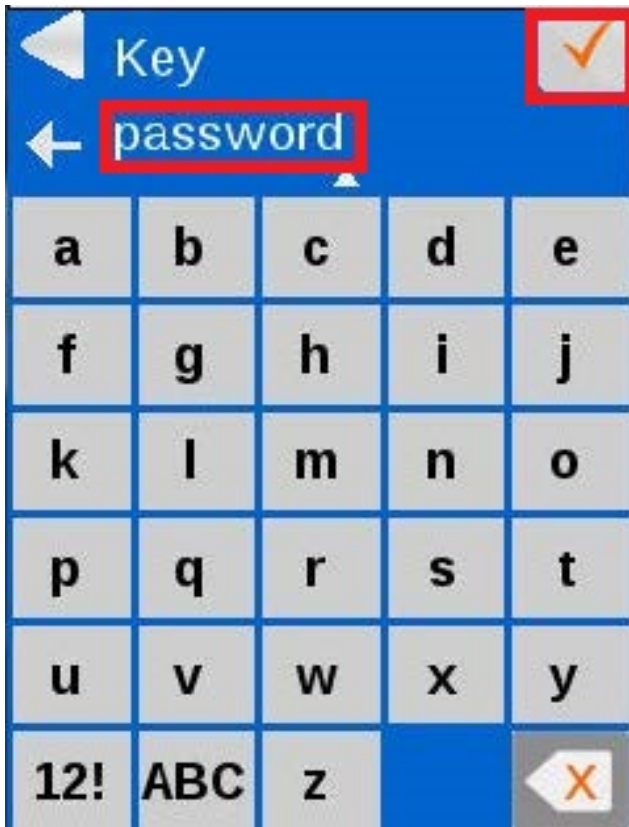 Key
password
a b c d e
f g h i j
k l m n o
p q r s t
u v w x y
12! ABC z X